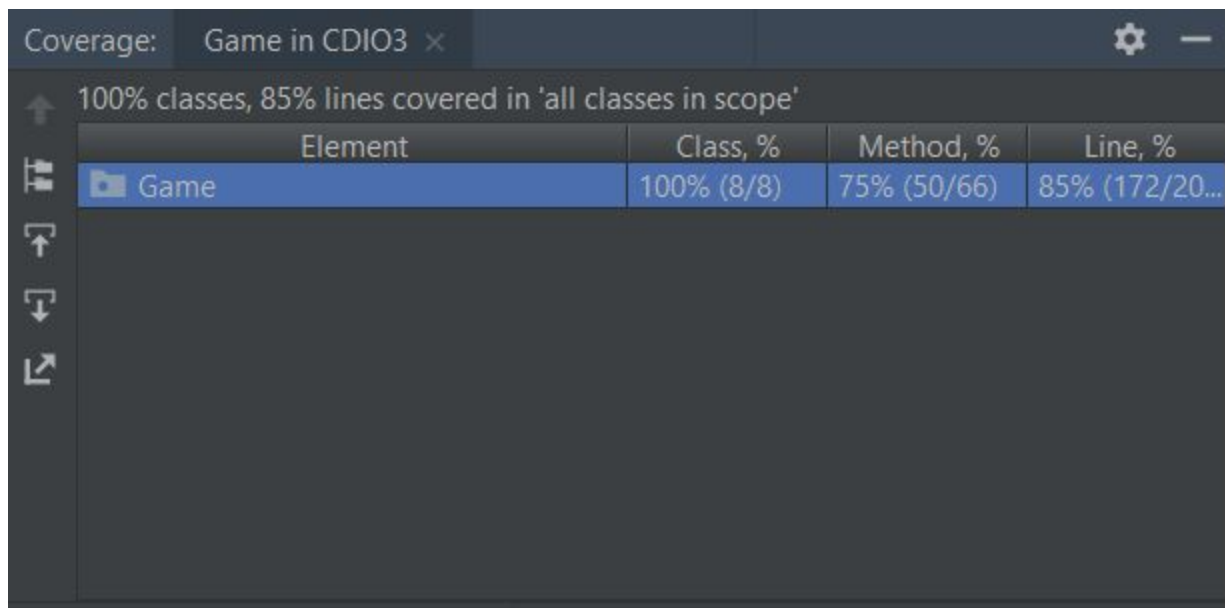 Coverage: Game in CDIO3
100% classes, 85% lines covered in 'all classes in scope'
Element Class, % Method, % Line, %
Game 100% (8/8) 75% (50/66) 85% (172/20...